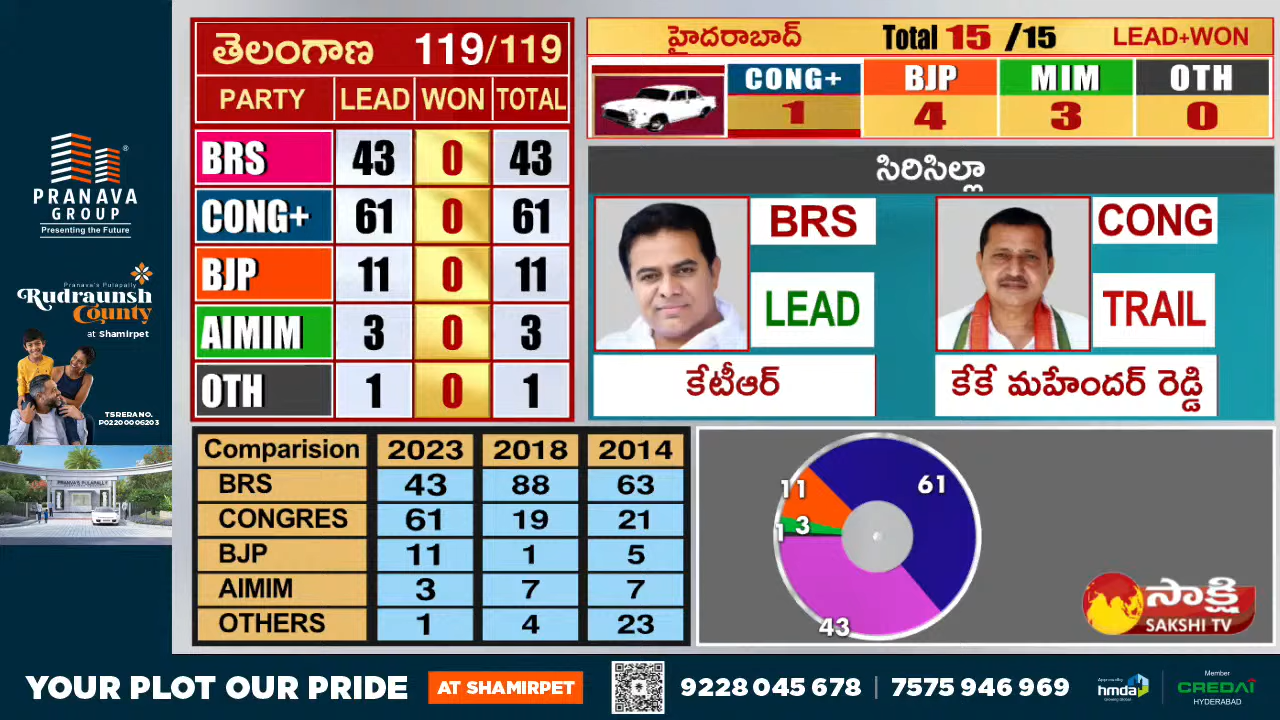 PRANAVA
GROUP
Presenting the Future
Pranava's Pulapally
Rudraunsh
County
at Shamirpet
TSRERA NO.
P02200006203
తెలంగాణ 119/119
PARTY LEAD WON TOTAL
BRS 43 0 43
CONG+ 61 0 61
BJP 11 0 11
AIMIM 3 0 3
OTH 1 0 1
హైదరాబాద్ Total 15 /15 LEAD+WON
CONG+ BJP MIM OTH
1 4 3 0
సిరిసిల్లా
BRS
LEAD
కేటీఆర్
CONG
TRAIL
కేకే మహేందర్ రెడ్డి
Comparision 2023 2018 2014
BRS 43 88 63
CONGRES 61 19 21
BJP 11 1 5
AIMIM 3 7 7
OTHERS 1 4 23
61
11
3
1
43
సాక్షి
SAKSHI TV
YOUR PLOT OUR PRIDE AT SHAMIRPET 9228 045 678 | 7575 946 969
Approved by
hmda
Member
CREDAI
HYDERABAD